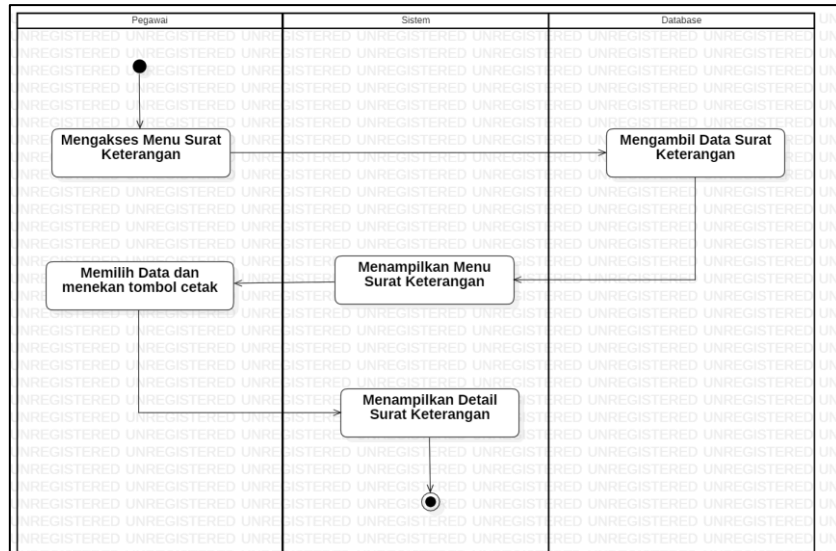 Pegawai
Sistem
Database
Mengakses Menu Surat
Keterangan
Mengambil Data Surat
Keterangan
Menampilkan Menu
Surat Keterangan
Memilih Data dan
menekan tombol cetak
Menampilkan Detail
Surat Keterangan
UNREGISTERED